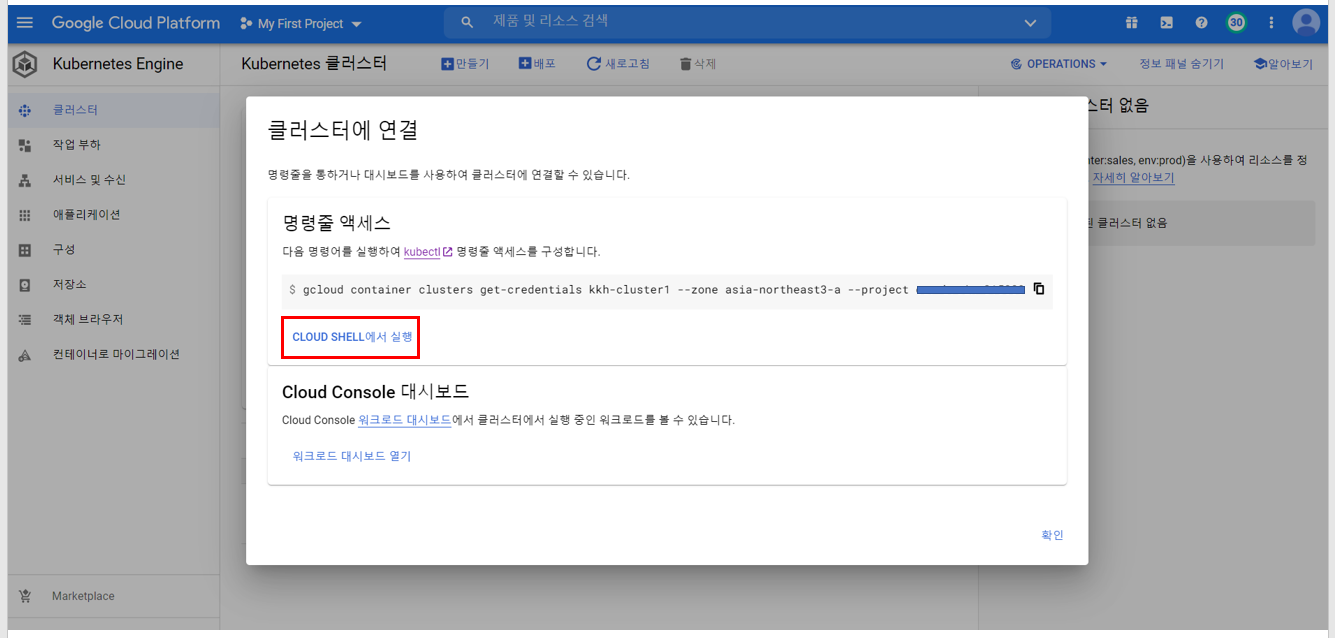 Google Cloud Platform My First Project 제품 및 리소스 검색 30
Kubernetes Engine Kubernetes 클러스터 만들기 배포 새로고침 삭제 OPERATIONS 정보 패널 숨기기 알아보기
클러스터
작업 부하
서비스 및 수신
애플리케이션
구성
저장소
객체 브라우저
컨테이너로 마이그레이션
Marketplace
클러스터에 연결
명령줄을 통하거나 대시보드를 사용하여 클러스터에 연결할 수 있습니다.
명령줄 액세스
다음 명령어를 실행하여 kubectl 명령줄 액세스를 구성합니다.
$ gcloud container clusters get-credentials kkh-cluster1 --zone asia-northeast3-a --project
CLOUD SHELL에서 실행
Cloud Console 대시보드
Cloud Console 워크로드 대시보드에서 클러스터에서 실행 중인 워크로드를 볼 수 있습니다.
워크로드 대시보드 열기
확인
스터 없음
nter:sales, env:prod)을 사용하여 리소스를 정
자세히 알아보기
클러스터 없음